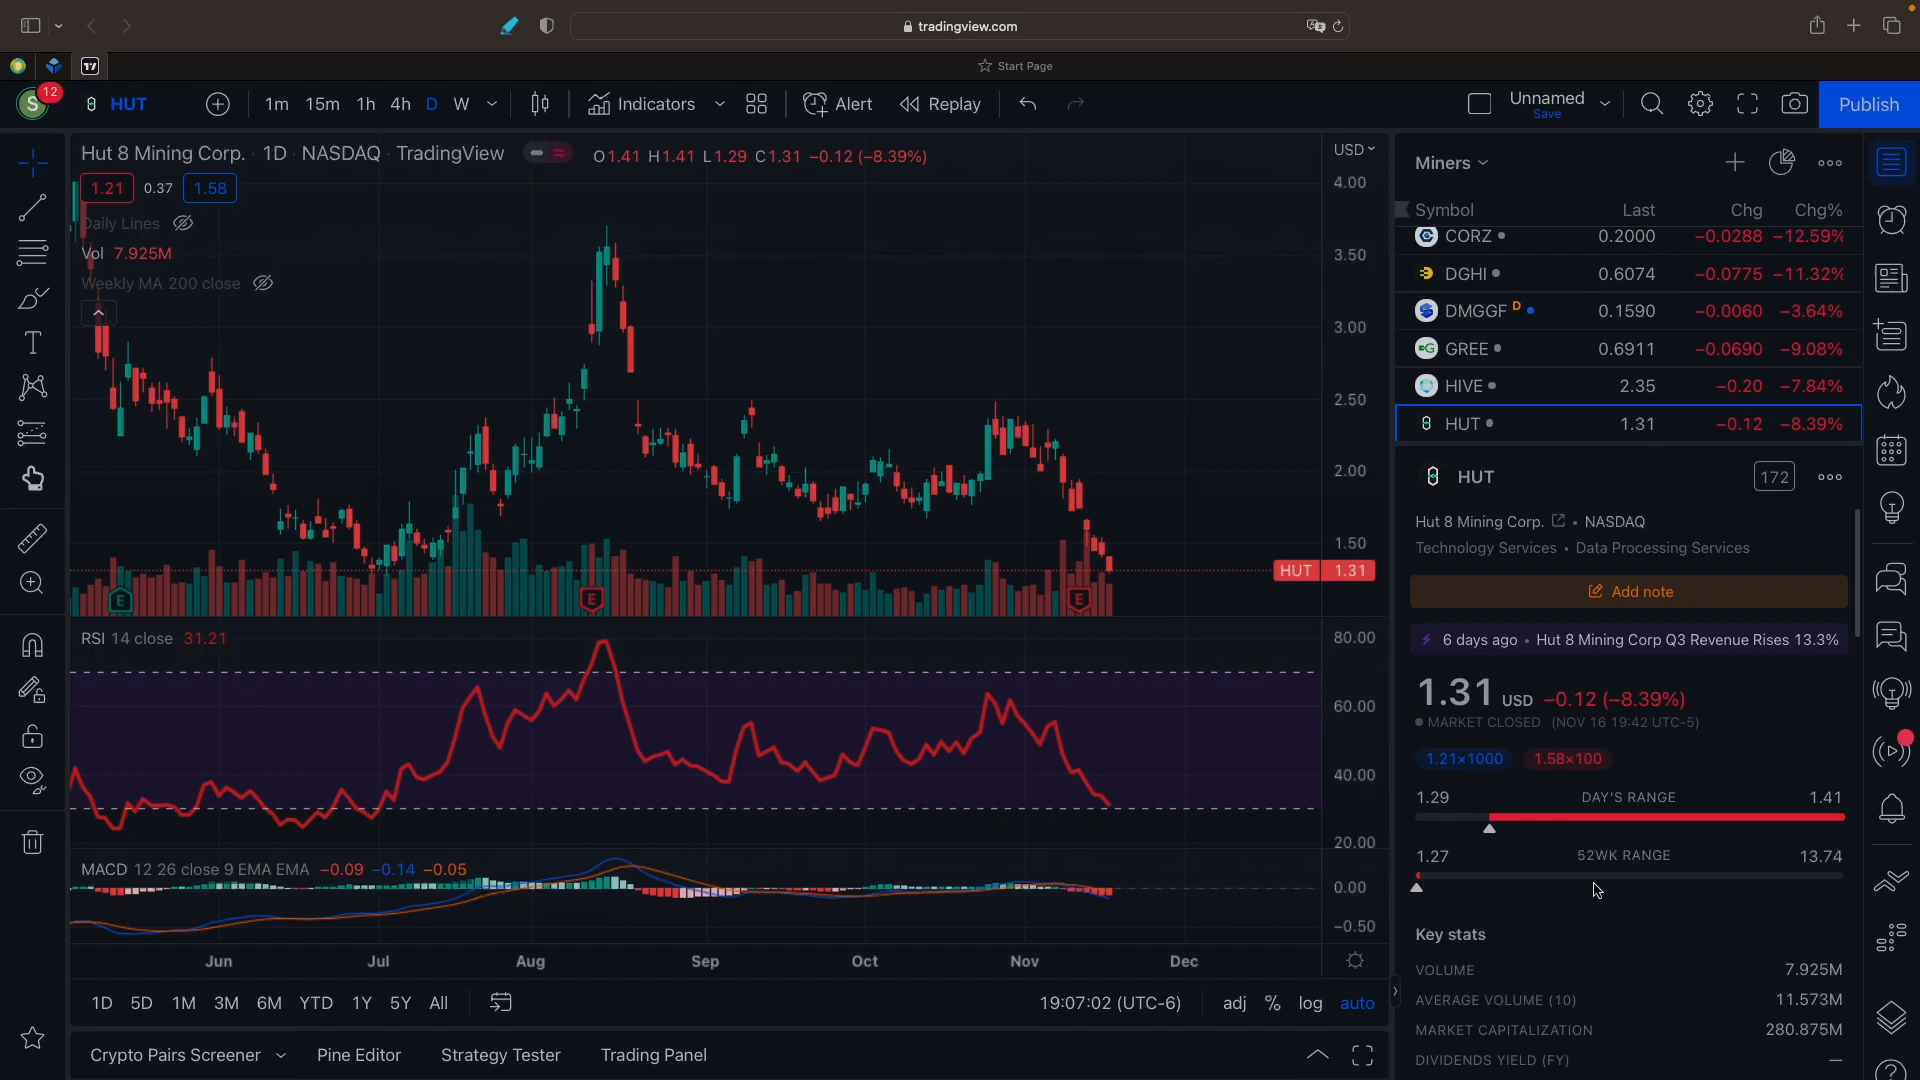 tradingview.com
Start Page
S
12
HUT
1m 15m 1h 4h D W
Indicators
Alert
Replay
Unnamed
Save
Publish
Hut 8 Mining Corp. · 1D · NASDAQ · TradingView
O1.41 H1.41 L1.29 C1.31 −0.12 (−8.39%)
1.21 0.37 1.58
Daily Lines
Vol 7.925M
Weekly MA 200 close
USD
4.00
3.50
3.00
2.50
2.00
1.50
HUT 1.31
E
E
E
RSI 14 close 31.21
80.00
60.00
40.00
20.00
MACD 12 26 close 9 EMA EMA −0.09 −0.14 −0.05
0.00
−0.50
Jun Jul Aug Sep Oct Nov Dec
1D 5D 1M 3M 6M YTD 1Y 5Y All
19:07:02 (UTC-6)
adj % log auto
Crypto Pairs Screener
Pine Editor
Strategy Tester
Trading Panel
Miners
Symbol Last Chg Chg%
CORZ 0.2000 −0.0288 −12.59%
DGHI 0.6074 −0.0775 −11.32%
DMGGF D 0.1590 −0.0060 −3.64%
GREE 0.6911 −0.0690 −9.08%
HIVE 2.35 −0.20 −7.84%
HUT 1.31 −0.12 −8.39%
HUT
172
Hut 8 Mining Corp. • NASDAQ
Technology Services • Data Processing Services
Add note
6 days ago • Hut 8 Mining Corp Q3 Revenue Rises 13.3%
1.31 USD −0.12 (−8.39%)
MARKET CLOSED (NOV 16 19:42 UTC-5)
1.21×1000 1.58×100
1.29 DAY'S RANGE 1.41
1.27 52WK RANGE 13.74
Key stats
VOLUME 7.925M
AVERAGE VOLUME (10) 11.573M
MARKET CAPITALIZATION 280.875M
DIVIDENDS YIELD (FY) —